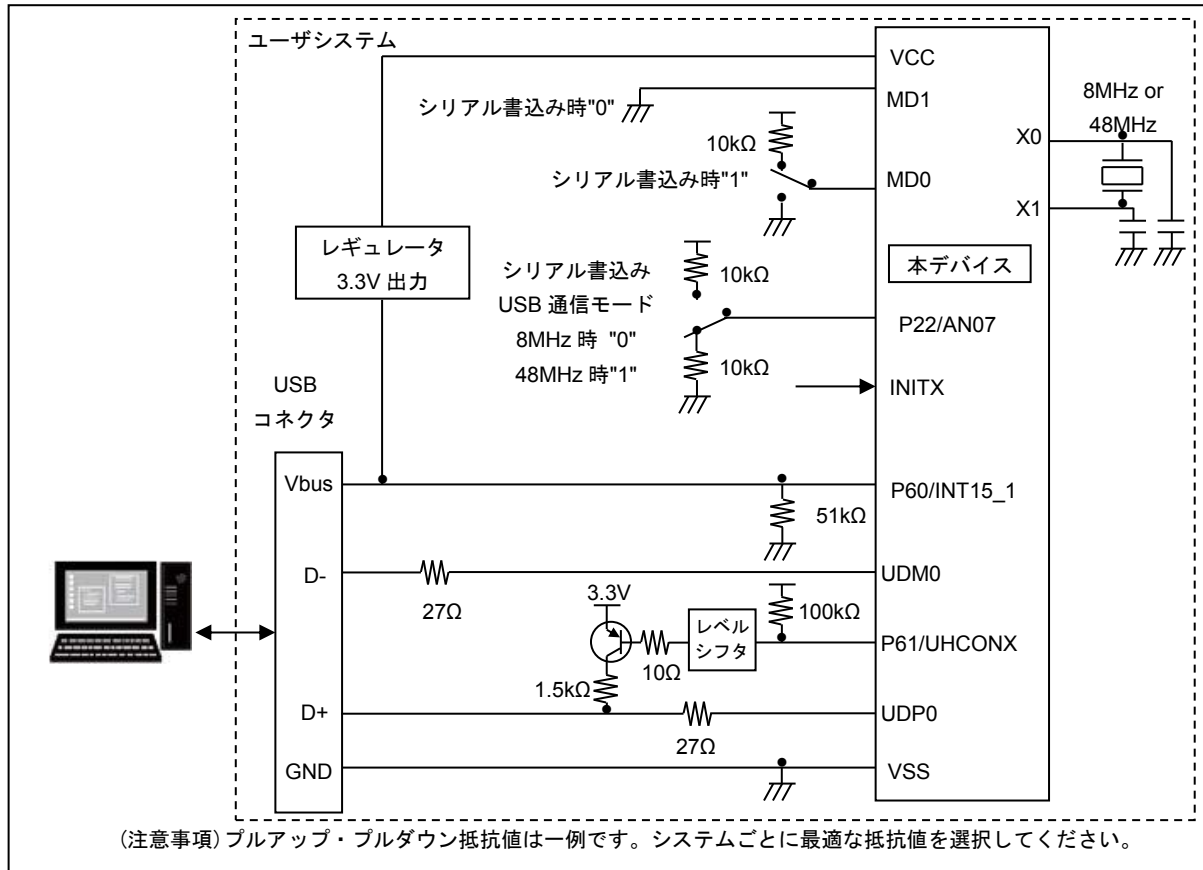 ユーザシステム
VCC
MD1
シリアル書込み時"0"
8MHz or
48MHz
10kΩ
X0
シリアル書込み時"1"
MD0
X1
レギュレータ
3.3V 出力
本デバイス
シリアル書込み
USB 通信モード
8MHz 時 "0"
48MHz 時"1"
10kΩ
P22/AN07
10kΩ
INITX
USB
コネクタ
Vbus
P60/INT15_1
51kΩ
D-
UDM0
27Ω
3.3V
100kΩ
レベル
シフタ
P61/UHCONX
10Ω
1.5kΩ
D+
UDP0
27Ω
GND
VSS
(注意事項) プルアップ・プルダウン抵抗値は一例です。システムごとに最適な抵抗値を選択してください。